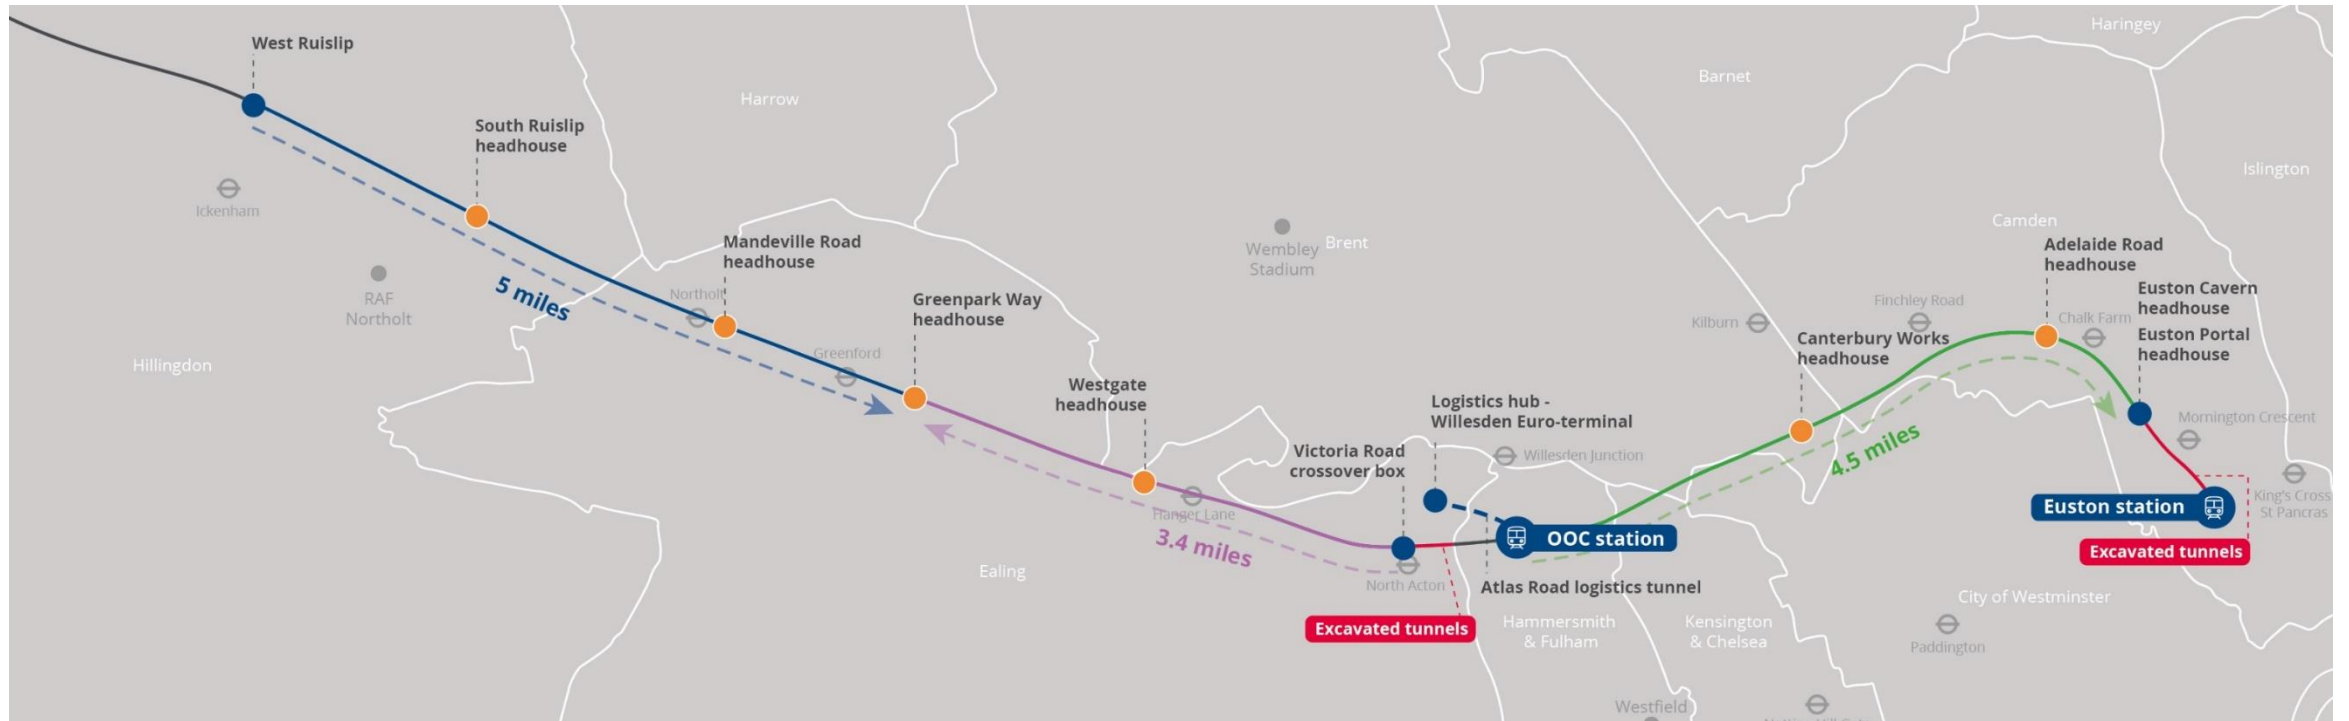 Haringey
West Ruislip
Barnet
Harrow
South Ruislip
headhouse
Islington
Ickenham
Camden
Wembley
Stadium
Brent
Mandeville Road
headhouse
Adelaide Road
headhouse
RAF
Northolt
5 miles
Northolt
Greenpark Way
headhouse
Finchley Road
Euston Cavern
headhouse
Kilburn
Chalk Farm
Canterbury Works
headhouse
Euston Portal
headhouse
Hillingdon
Greenford
Westgate
headhouse
Logistics hub -
Willesden Euro-terminal
Mornington Crescent
Victoria Road
crossover box
Willesden Junction
4.5 miles
Hanger Lane
3.4 miles
King's Cross
St Pancras
Euston station
OOC station
Excavated tunnels
Ealing
North Acton
Atlas Road logistics tunnel
City of Westminster
Excavated tunnels
Hammersmith
& Fulham
Kensington
& Chelsea
Paddington
Westfield